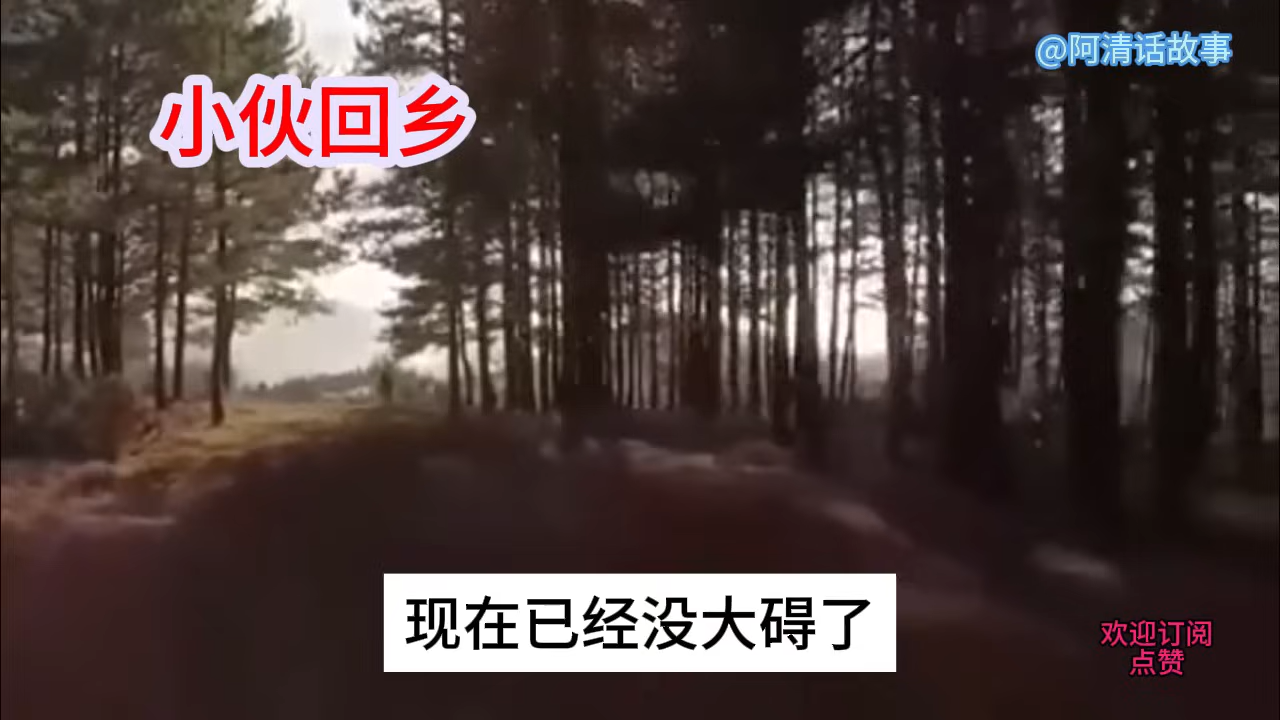 @阿清话故事
小伙回乡
现在已经没大碍了
欢迎订阅
点赞